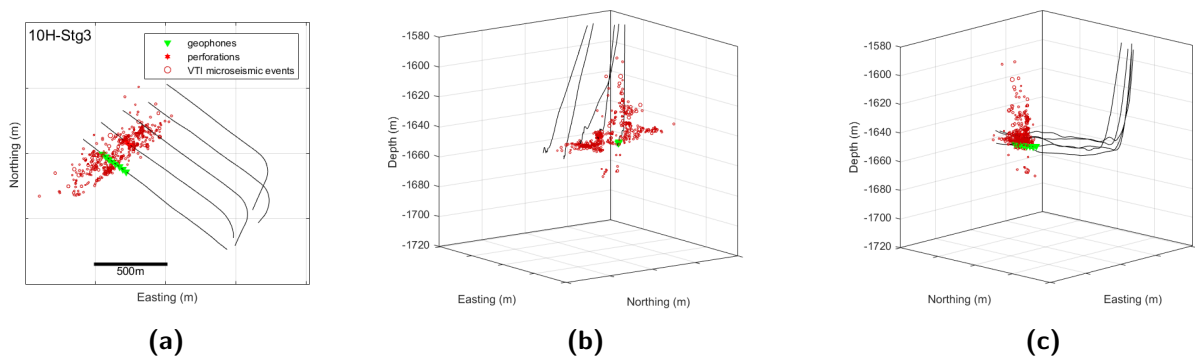 10H-Stg3
geophones
perforations
VTI microseismic events
Northing (m)
500m
Easting (m)
(a)
-1580
-1600
-1620
-1640
-1660
-1680
-1700
-1720
Depth (m)
Easting (m)
Northing (m)
(b)
-1580
-1600
-1620
-1640
-1660
-1680
-1700
-1720
Depth (m)
Northing (m)
Easting (m)
(c)